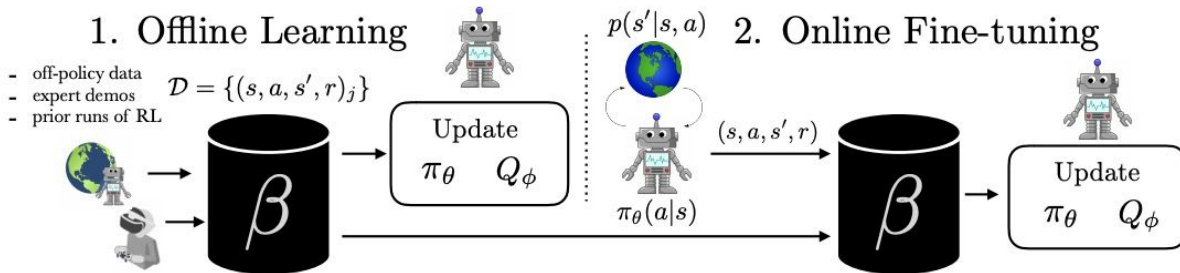 1. Offline Learning
- off-policy data
- expert demos
- prior runs of RL
𝒟 = {(s, a, s′, r)ⱼ}
β
Update
π_θ Q_ϕ
p(s′|s, a)
π_θ(a|s)
2. Online Fine-tuning
(s, a, s′, r)
β
Update
π_θ Q_ϕ